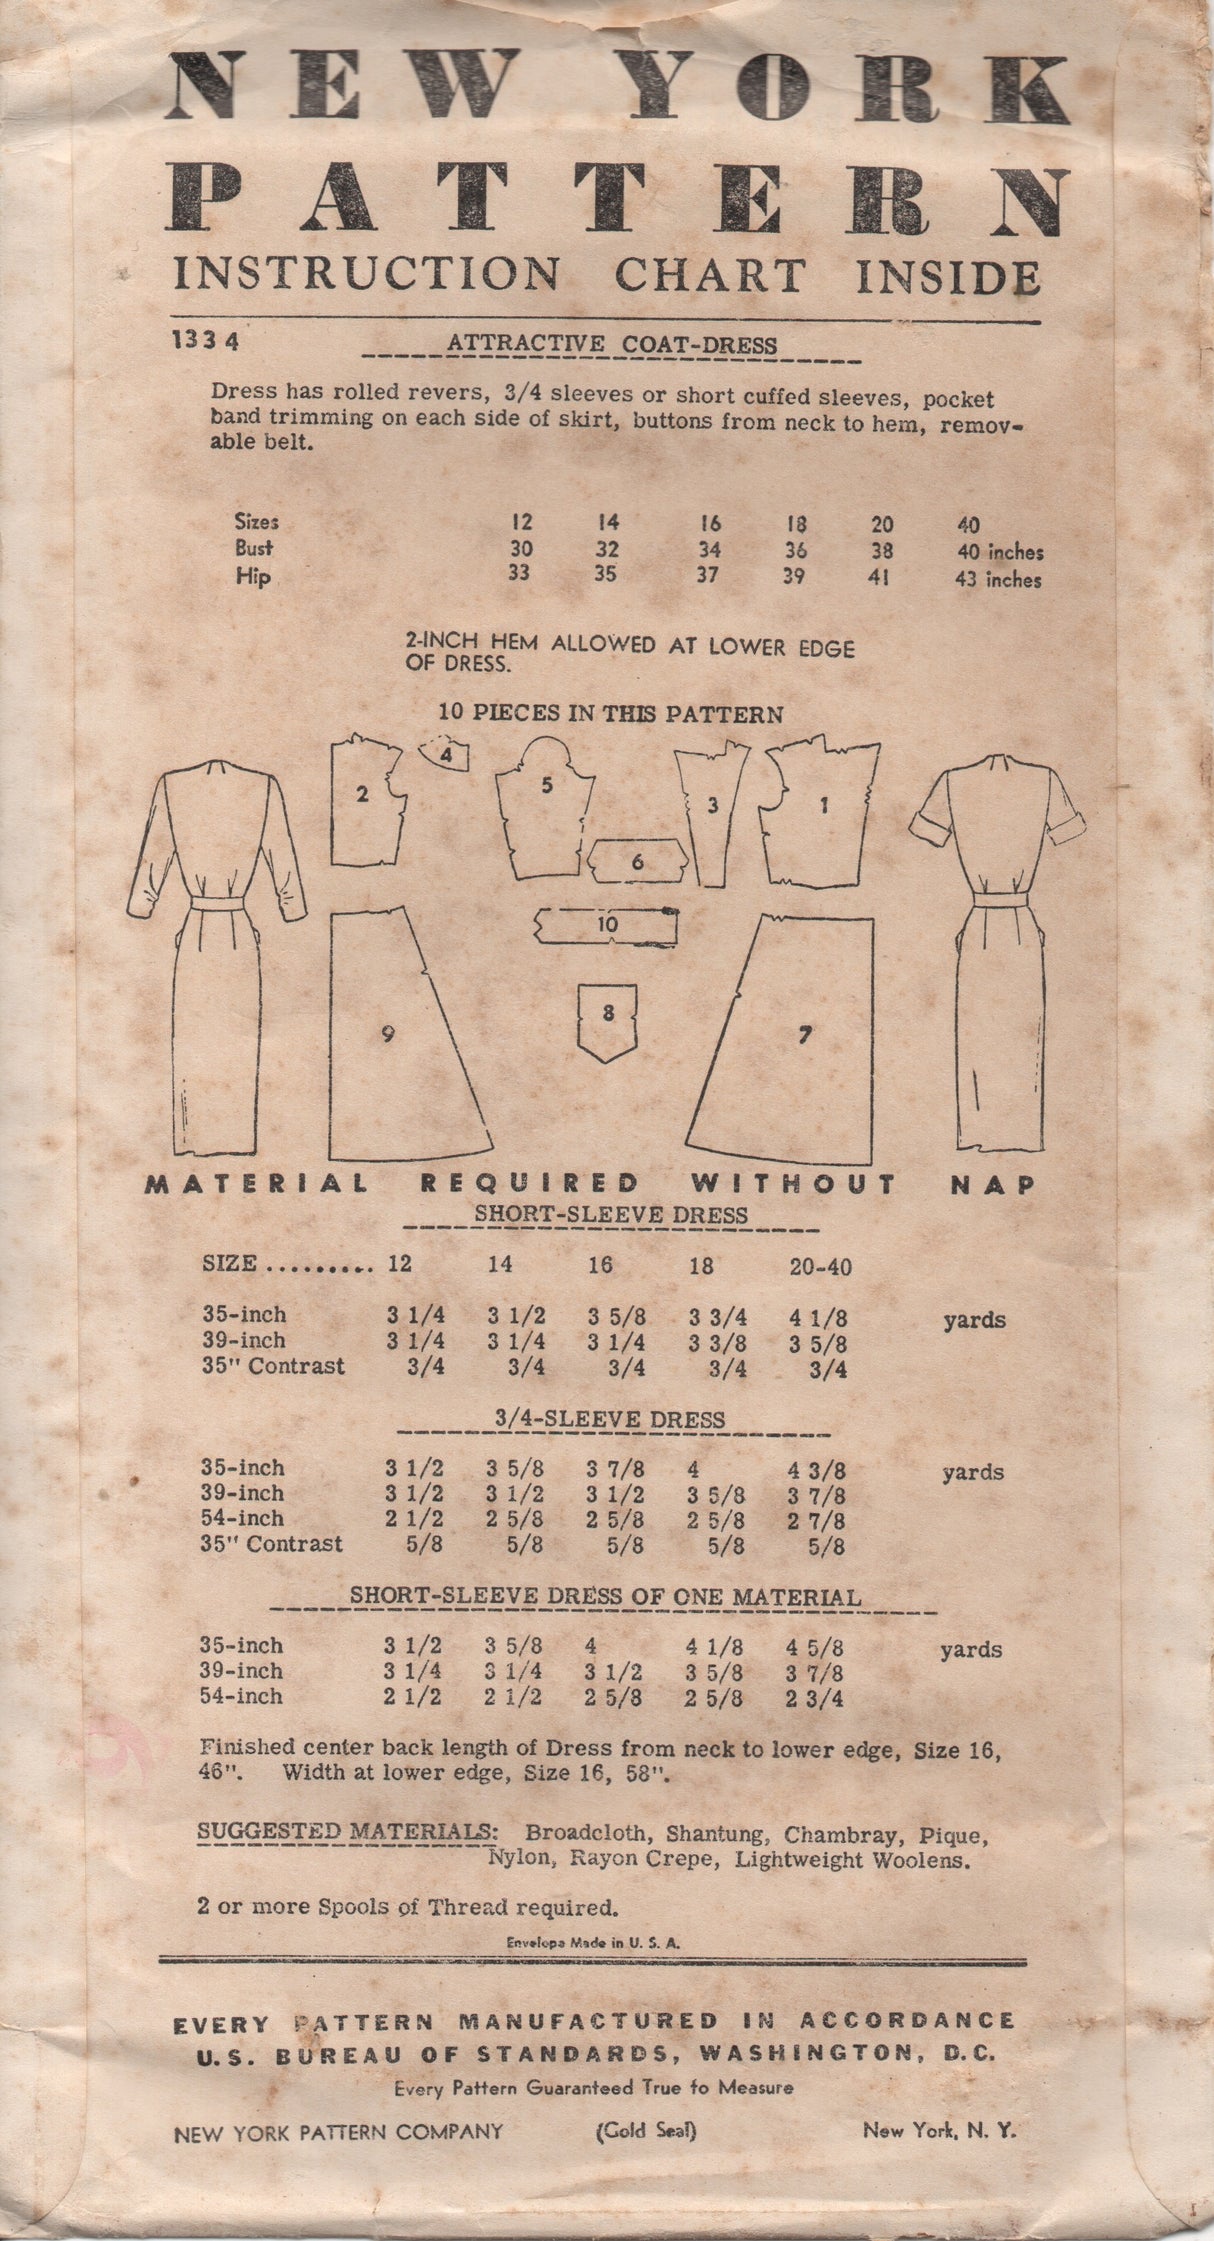 NEW YORK
PATTERN
INSTRUCTION CHART INSIDE
1334 ATTRACTIVE COAT-DRESS
Dress has rolled revers, 3/4 sleeves or short cuffed sleeves, pocket
band trimming on each side of skirt, buttons from neck to hem, remov-
able belt.
Sizes 12 14 16 18 20 40
Bust 30 32 34 36 38 40 inches
Hip 33 35 37 39 41 43 inches
2-INCH HEM ALLOWED AT LOWER EDGE
OF DRESS.
10 PIECES IN THIS PATTERN
4
2
5
3
1
6
10
8
9
7
MATERIAL REQUIRED WITHOUT NAP
SHORT-SLEEVE DRESS
SIZE .......... 12 14 16 18 20-40
35-inch 3 1/4 3 1/2 3 5/8 3 3/4 4 1/8 yards
39-inch 3 1/4 3 1/4 3 1/4 3 3/8 3 5/8
35" Contrast 3/4 3/4 3/4 3/4 3/4
3/4-SLEEVE DRESS
35-inch 3 1/2 3 5/8 3 7/8 4 4 3/8 yards
39-inch 3 1/2 3 1/2 3 1/2 3 5/8 3 7/8
54-inch 2 1/2 2 5/8 2 5/8 2 5/8 2 7/8
35" Contrast 5/8 5/8 5/8 5/8 5/8
SHORT-SLEEVE DRESS OF ONE MATERIAL
35-inch 3 1/2 3 5/8 4 4 1/8 4 5/8 yards
39-inch 3 1/4 3 1/4 3 1/2 3 5/8 3 7/8
54-inch 2 1/2 2 1/2 2 5/8 2 5/8 2 3/4
Finished center back length of Dress from neck to lower edge, Size 16,
46". Width at lower edge, Size 16, 58".
SUGGESTED MATERIALS: Broadcloth, Shantung, Chambray, Pique,
Nylon, Rayon Crepe, Lightweight Woolens.
2 or more Spools of Thread required.
Envelope Made in U. S. A.
EVERY PATTERN MANUFACTURED IN ACCORDANCE
U.S. BUREAU OF STANDARDS, WASHINGTON, D.C.
Every Pattern Guaranteed True to Measure
NEW YORK PATTERN COMPANY (Gold Seal) New York, N. Y.